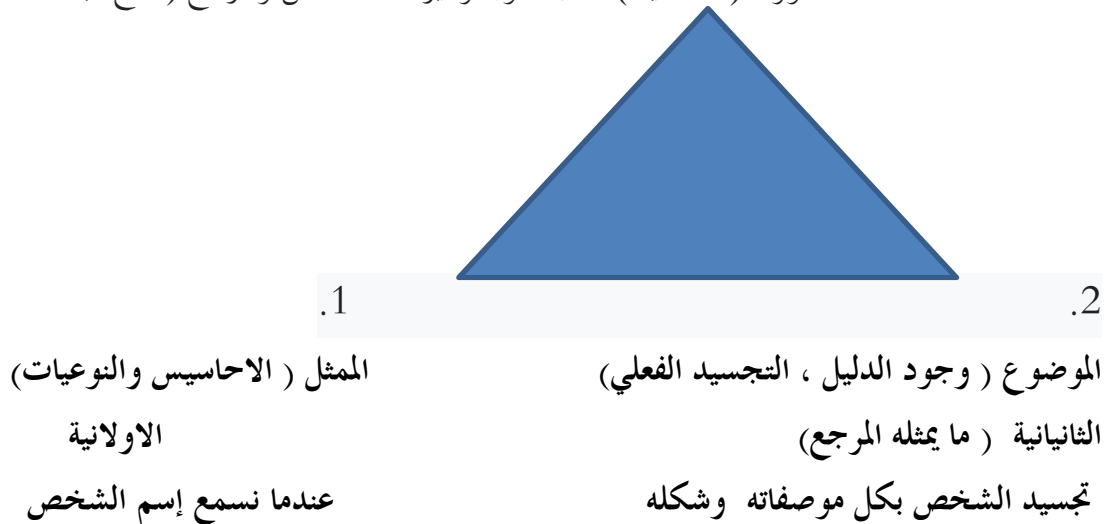 .2 .1
الموضوع ( وجود الدليل ، التجسيد الفعلي) الممثل ( الاحاسيس والنوعيات)
الثانيانية ( ما يمثله المرجع) الاولانية
تجسيد الشخص بكل موصفاته وشكله عندما نسمع إسم الشخص